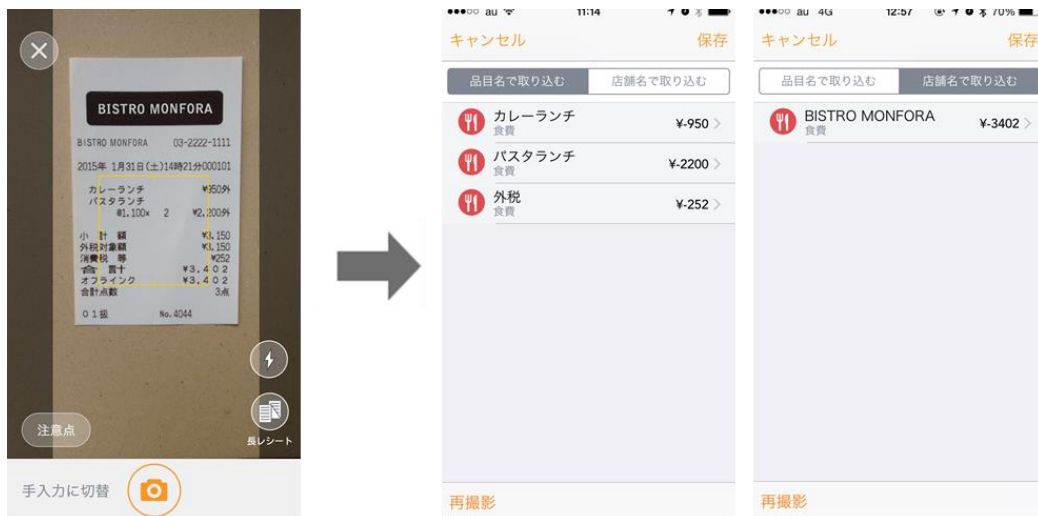 BISTRO MONFORA
BISTRO MONFORA 03-2222-1111
2015年 1月31日(土)14時21分000101
カレーランチ ¥950外
パスタランチ
@1,100x 2 ¥2,200外
小 計 額 ¥3,150
外税対象額 ¥3,150
消費税 等 ¥252
合 計 ¥3,402
オフラインク ¥3,402
合計点数 3点
01扱 No.4044
注意点
長レシート
手入力に切替
au 11:14
キャンセル 保存
品目名で取り込む 店舗名で取り込む
カレーランチ ¥-950
食費
パスタランチ ¥-2200
食費
外税 ¥-252
食費
再撮影
au 4G 12:57 70%
キャンセル 保存
品目名で取り込む 店舗名で取り込む
BISTRO MONFORA ¥-3402
食費
再撮影